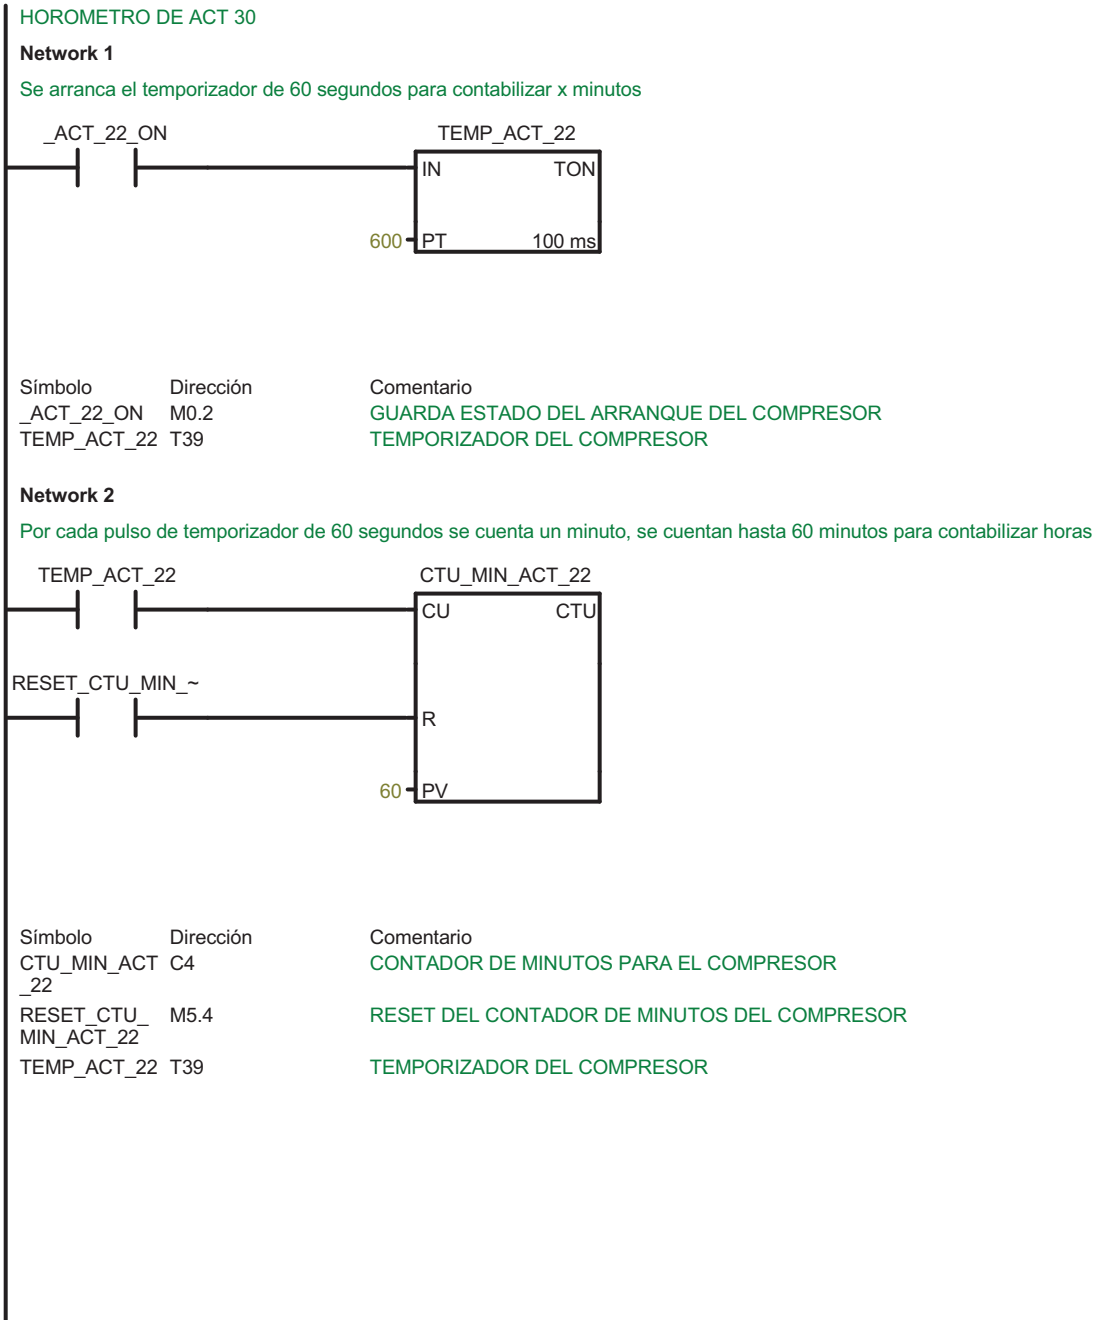 HOROMETRO DE ACT 30
Network 1
Se arranca el temporizador de 60 segundos para contabilizar x minutos
_ACT_22_ON
TEMP_ACT_22
IN TON
600 PT 100 ms
Símbolo Dirección Comentario
_ACT_22_ON M0.2 GUARDA ESTADO DEL ARRANQUE DEL COMPRESOR
TEMP_ACT_22 T39 TEMPORIZADOR DEL COMPRESOR
Network 2
Por cada pulso de temporizador de 60 segundos se cuenta un minuto, se cuentan hasta 60 minutos para contabilizar horas
TEMP_ACT_22
CTU_MIN_ACT_22
CU CTU
RESET_CTU_MIN_~
R
60 PV
Símbolo Dirección Comentario
CTU_MIN_ACT C4 CONTADOR DE MINUTOS PARA EL COMPRESOR
_22
RESET_CTU_ M5.4 RESET DEL CONTADOR DE MINUTOS DEL COMPRESOR
MIN_ACT_22
TEMP_ACT_22 T39 TEMPORIZADOR DEL COMPRESOR